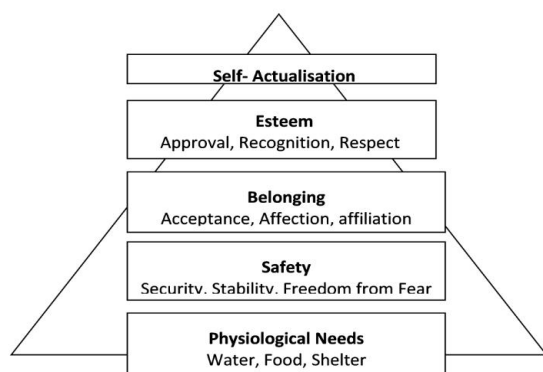 Self- Actualisation
Esteem
Approval, Recognition, Respect
Belonging
Acceptance, Affection, affiliation
Safety
Security, Stability, Freedom from Fear
Physiological Needs
Water, Food, Shelter